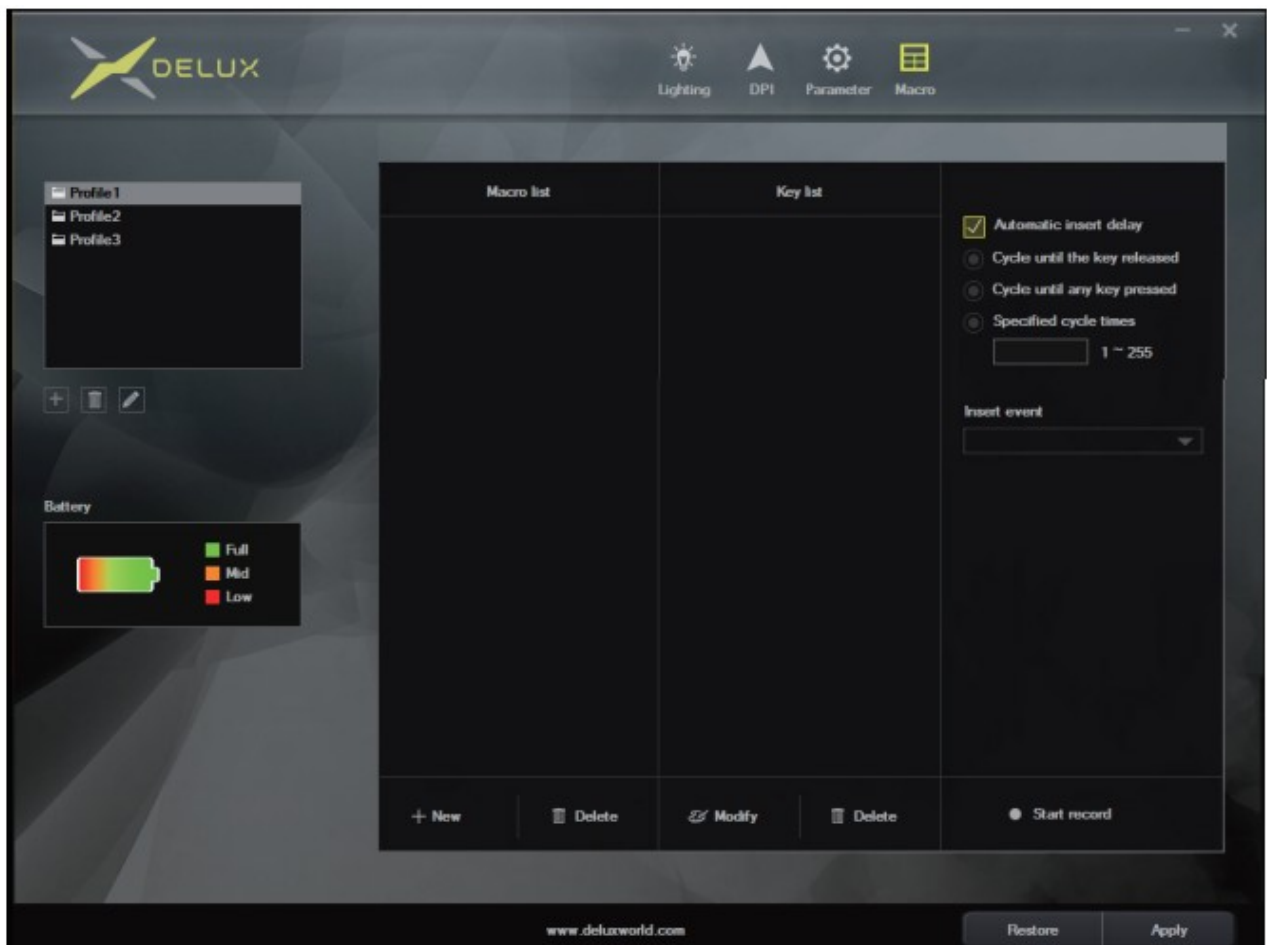 DELUX
Lighting DPI Parameter Macro
Profile1
Profile2
Profile3
Macro list
Key list
Automatic insert delay
Cycle until the key released
Cycle until any key pressed
Specified cycle times
1 ~ 255
Insert event
Battery
Full
Mid
Low
New
Delete
Modify
Delete
Start record
www.deluxworld.com
Restore
Apply